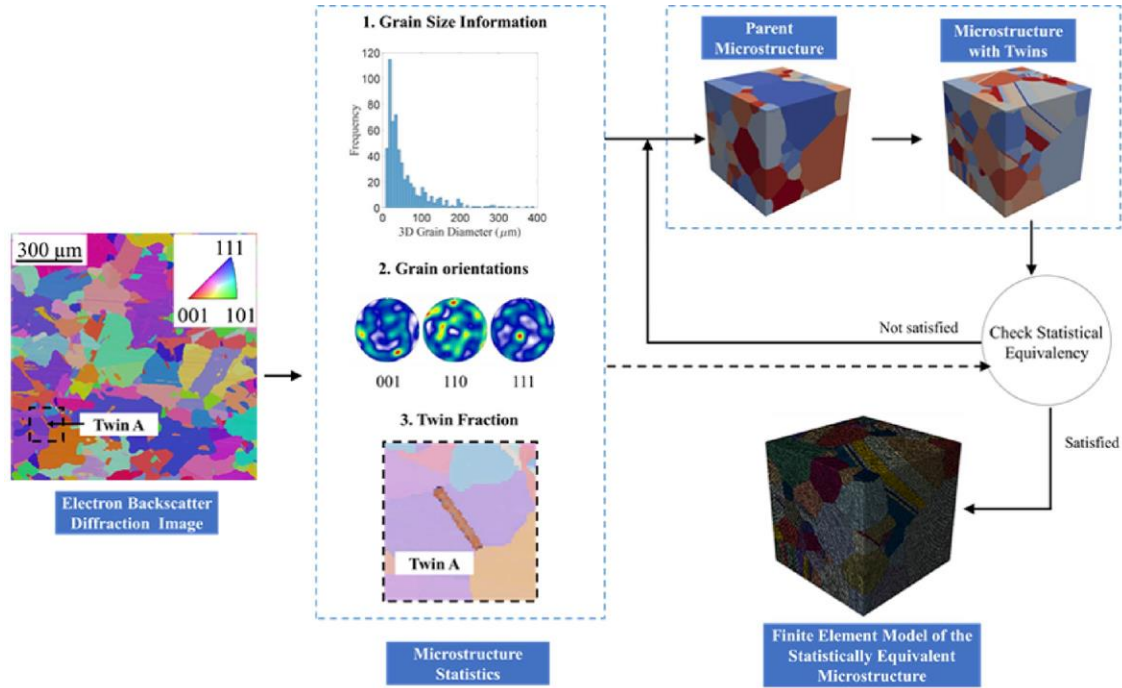 1. Grain Size Information
120
100
80
60
40
20
0
Frequency
0
100
200
300
400
3D Grain Diameter (μm)
300 μm
111
001
101
Twin A
Electron Backscatter
Diffraction Image
2. Grain orientations
001
110
111
3. Twin Fraction
Twin A
Microstructure
Statistics
Parent
Microstructure
Microstructure
with Twins
Not satisfied
Check Statistical
Equivalency
Satisfied
Finite Element Model of the
Statistically Equivalent
Microstructure